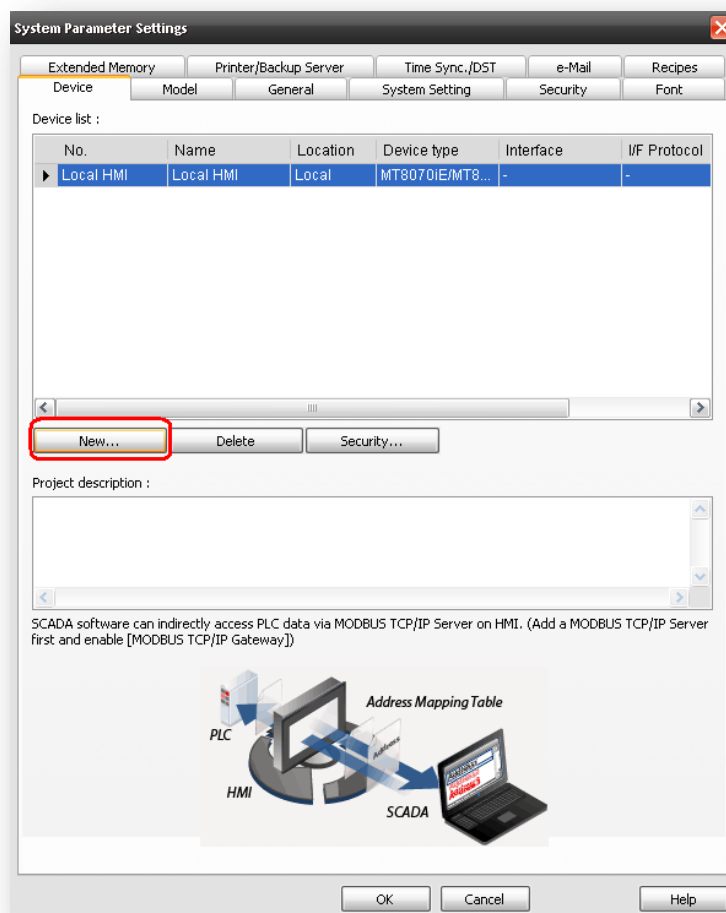 System Parameter Settings
Extended Memory Printer/Backup Server Time Sync./DST e-Mail Recipes
Device Model General System Setting Security Font
Device list :
No. Name Location Device type Interface I/F Protocol
Local HMI Local HMI Local MT8070iE/MT8... - -
New... Delete Security...
Project description :
SCADA software can indirectly access PLC data via MODBUS TCP/IP Server on HMI. (Add a MODBUS TCP/IP Server
first and enable [MODBUS TCP/IP Gateway])
Address Mapping Table
PLC
Address
HMI
SCADA
OK Cancel Help